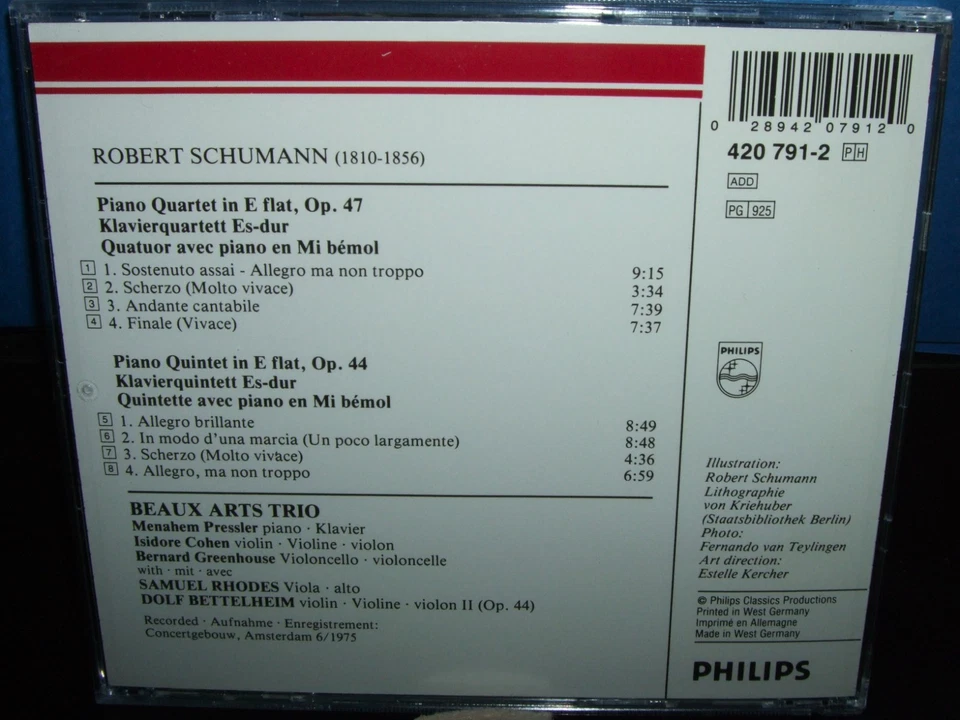 ROBERT SCHUMANN (1810-1856)
Piano Quartet in E flat, Op. 47
Klavierquartett Es-dur
Quatuor avec piano en Mi bémol
1 1. Sostenuto assai - Allegro ma non troppo 9:15
2 2. Scherzo (Molto vivace) 3:34
3 3. Andante cantabile 7:39
4 4. Finale (Vivace) 7:37
Piano Quintet in E flat, Op. 44
Klavierquintett Es-dur
Quintette avec piano en Mi bémol
5 1. Allegro brillante 8:49
6 2. In modo d'una marcia (Un poco largamente) 8:48
7 3. Scherzo (Molto vivace) 4:36
8 4. Allegro, ma non troppo 6:59
BEAUX ARTS TRIO
Menahem Pressler piano · Klavier
Isidore Cohen violin · Violine · violon
Bernard Greenhouse Violoncello · violoncelle
with · mit · avec
SAMUEL RHODES Viola · alto
DOLF BETTELHEIM violin · Violine · violon II (Op. 44)
Recorded · Aufnahme · Enregistrement:
Concertgebouw, Amsterdam 6/1975
0 28942 07912 0
420 791-2 PH
ADD
PG 925
PHILIPS
Illustration:
Robert Schumann
Lithographie
von Kriehuber
(Staatsbibliothek Berlin)
Photo:
Fernando van Teylingen
Art direction:
Estelle Kercher
℗ Philips Classics Productions
Printed in West Germany
Imprimé en Allemagne
Made in West Germany
PHILIPS